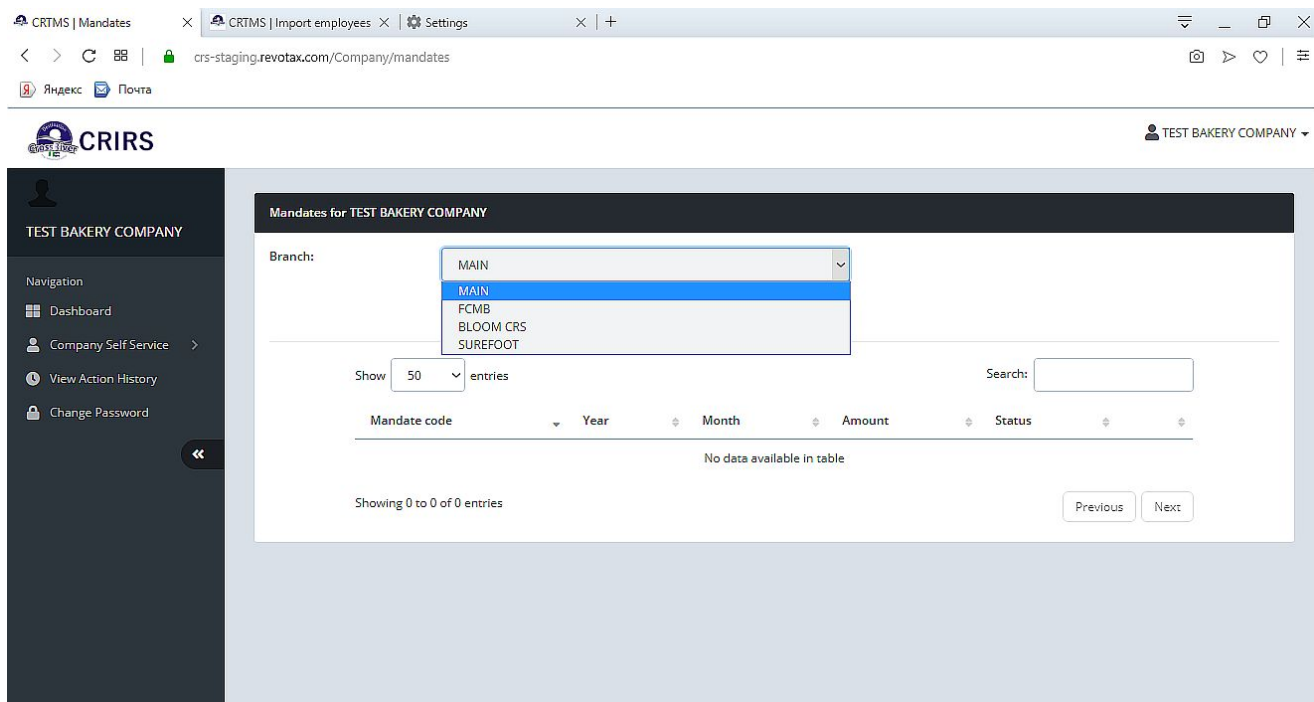 CRTMS | Mandates
CRTMS | Import employees
Settings
crs-staging.revotax.com/Company/mandates
Яндекс
Почта
CRIRS
TEST BAKERY COMPANY
TEST BAKERY COMPANY
Navigation
Dashboard
Company Self Service
View Action History
Change Password
Mandates for TEST BAKERY COMPANY
Branch:
MAIN
MAIN
FCMB
BLOOM CRS
SUREFOOT
Show 50 entries
Search:
Mandate code Year Month Amount Status
No data available in table
Showing 0 to 0 of 0 entries
Previous Next